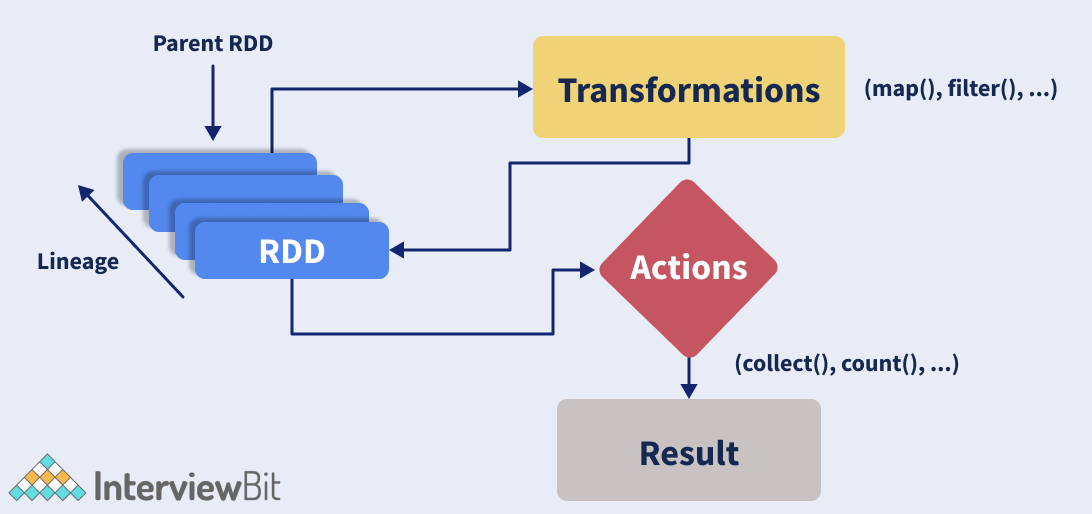 Parent RDD
Transformations
(map(), filter(), ...)
Lineage
RDD
Actions
(collect(), count(), ...)
Result
InterviewBit